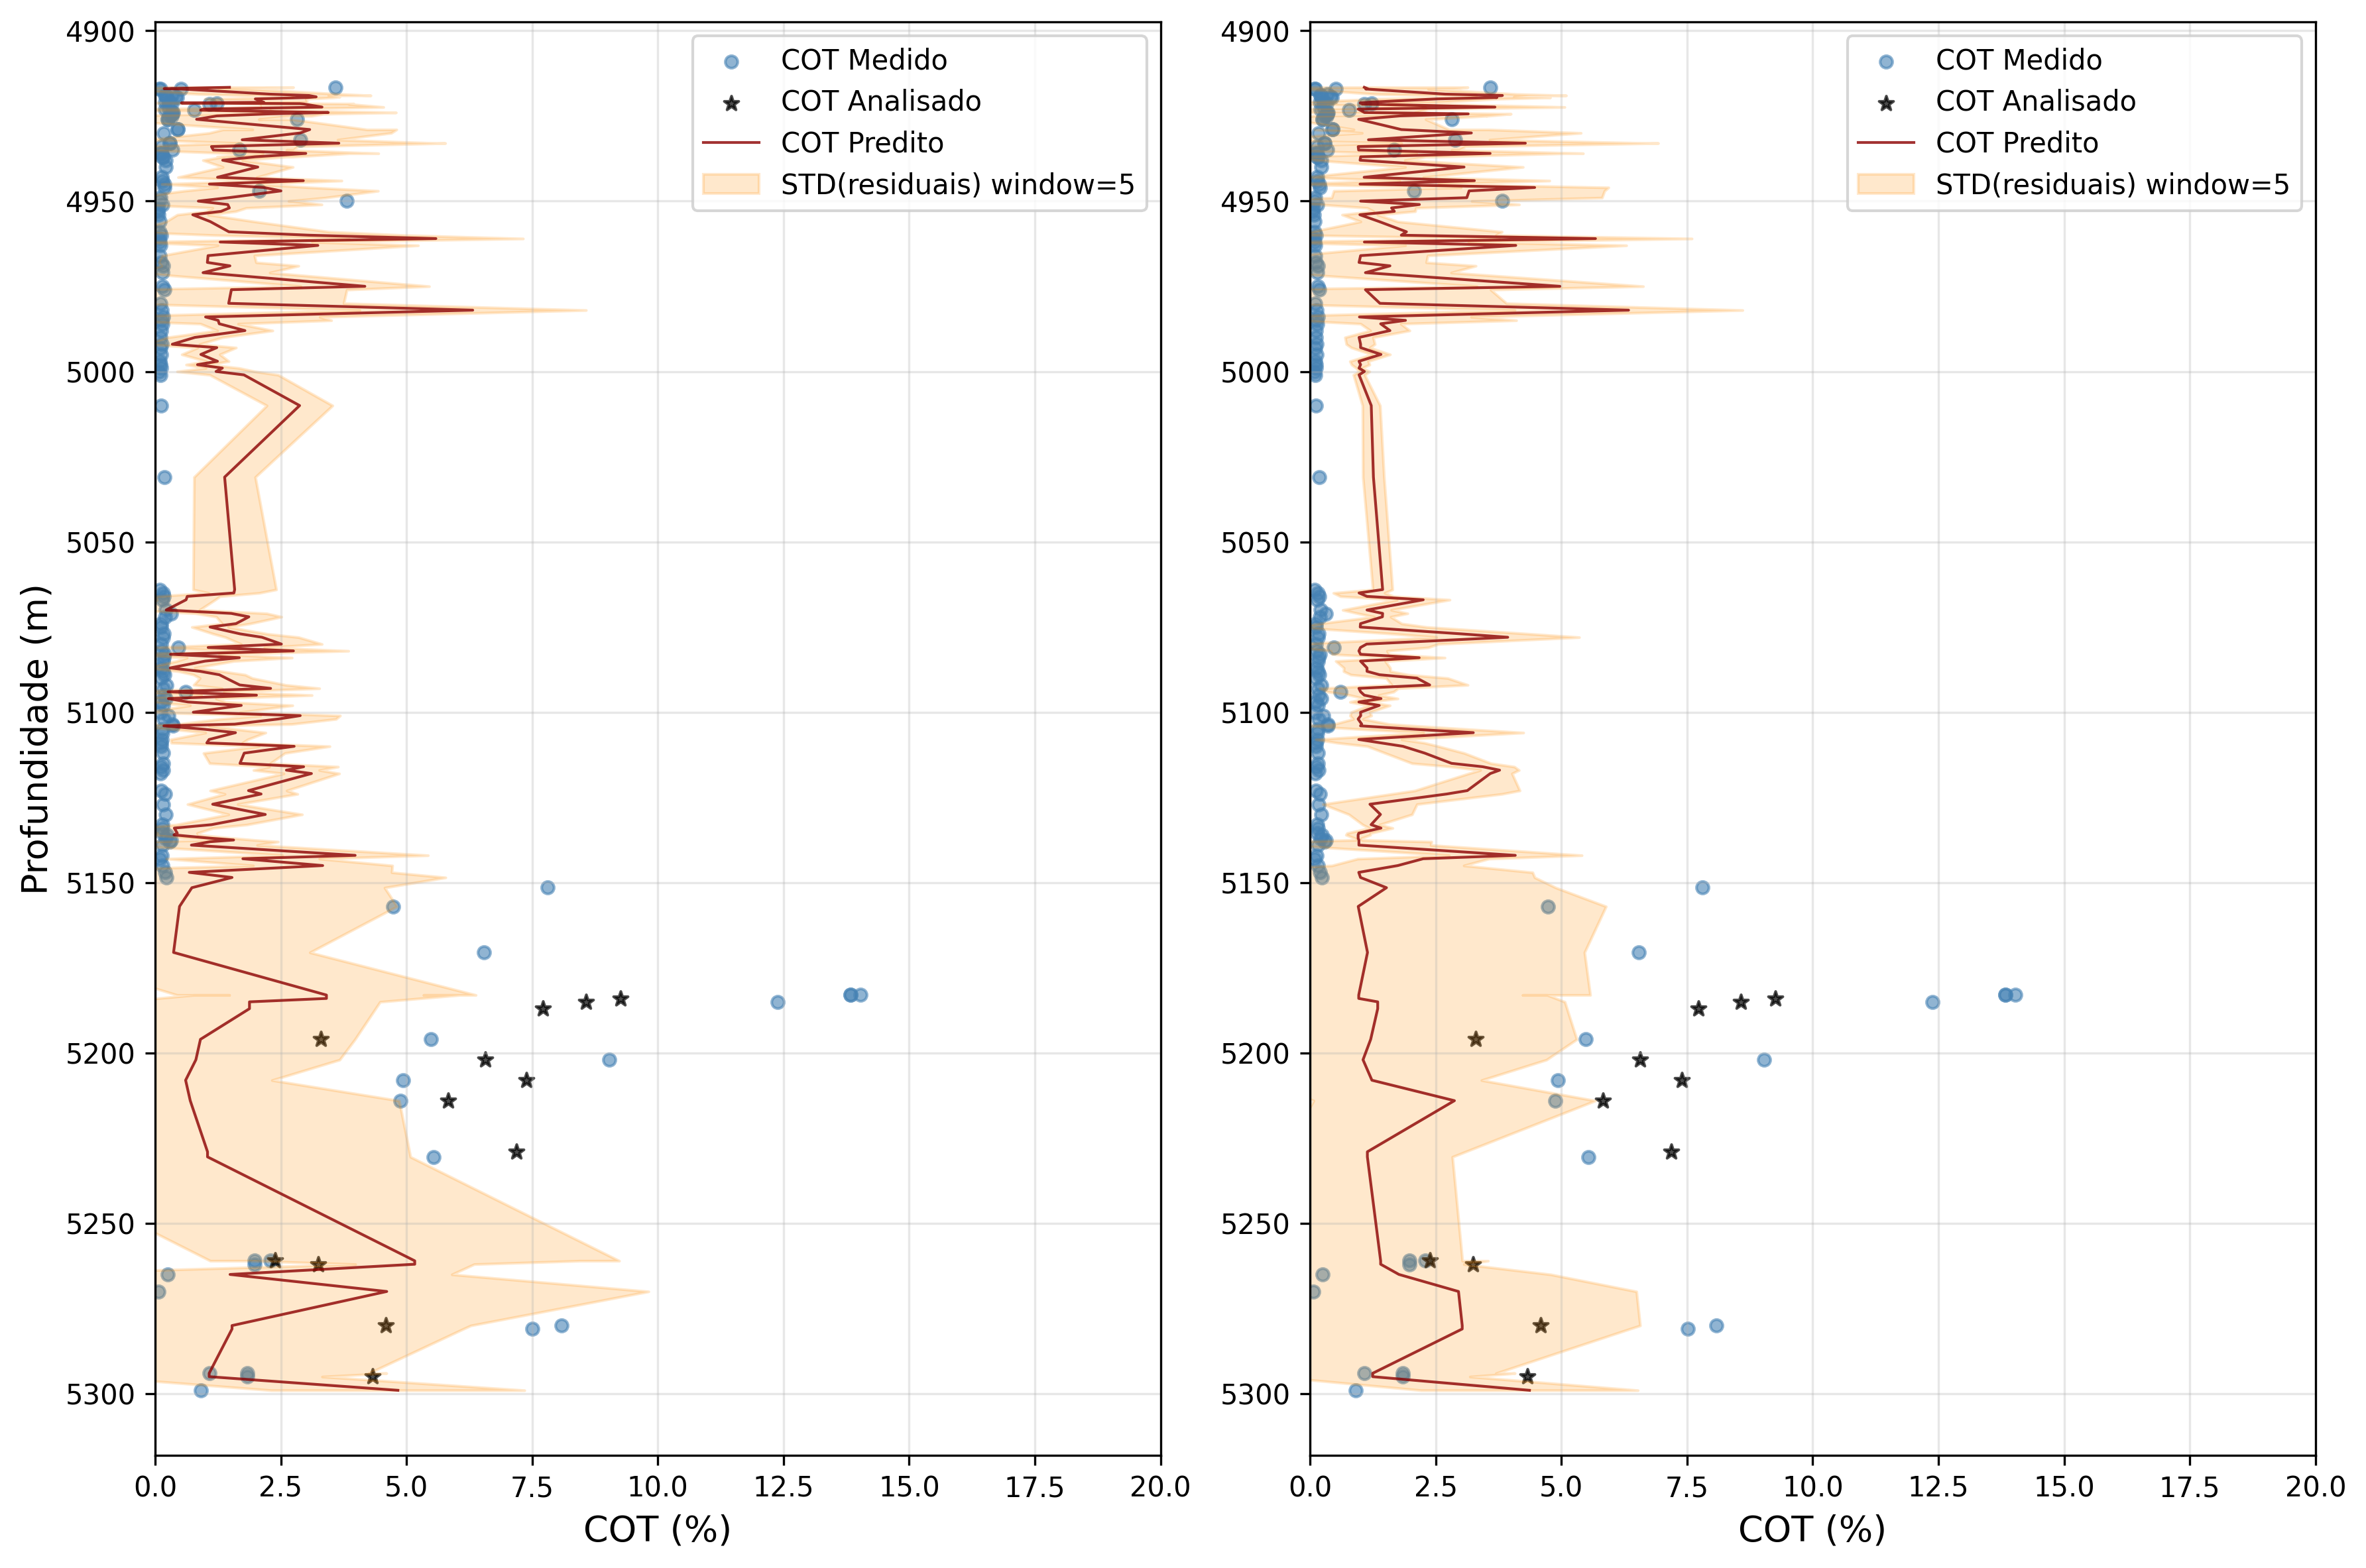 COT Medido
COT Analisado
COT Predito
STD(residuais) window=5
4900
4950
5000
5050
5100
5150
5200
5250
5300
Profundidade (m)
0.0 2.5 5.0 7.5 10.0 12.5 15.0 17.5 20.0
COT (%)
COT Medido
COT Analisado
COT Predito
STD(residuais) window=5
4900
4950
5000
5050
5100
5150
5200
5250
5300
0.0 2.5 5.0 7.5 10.0 12.5 15.0 17.5 20.0
COT (%)